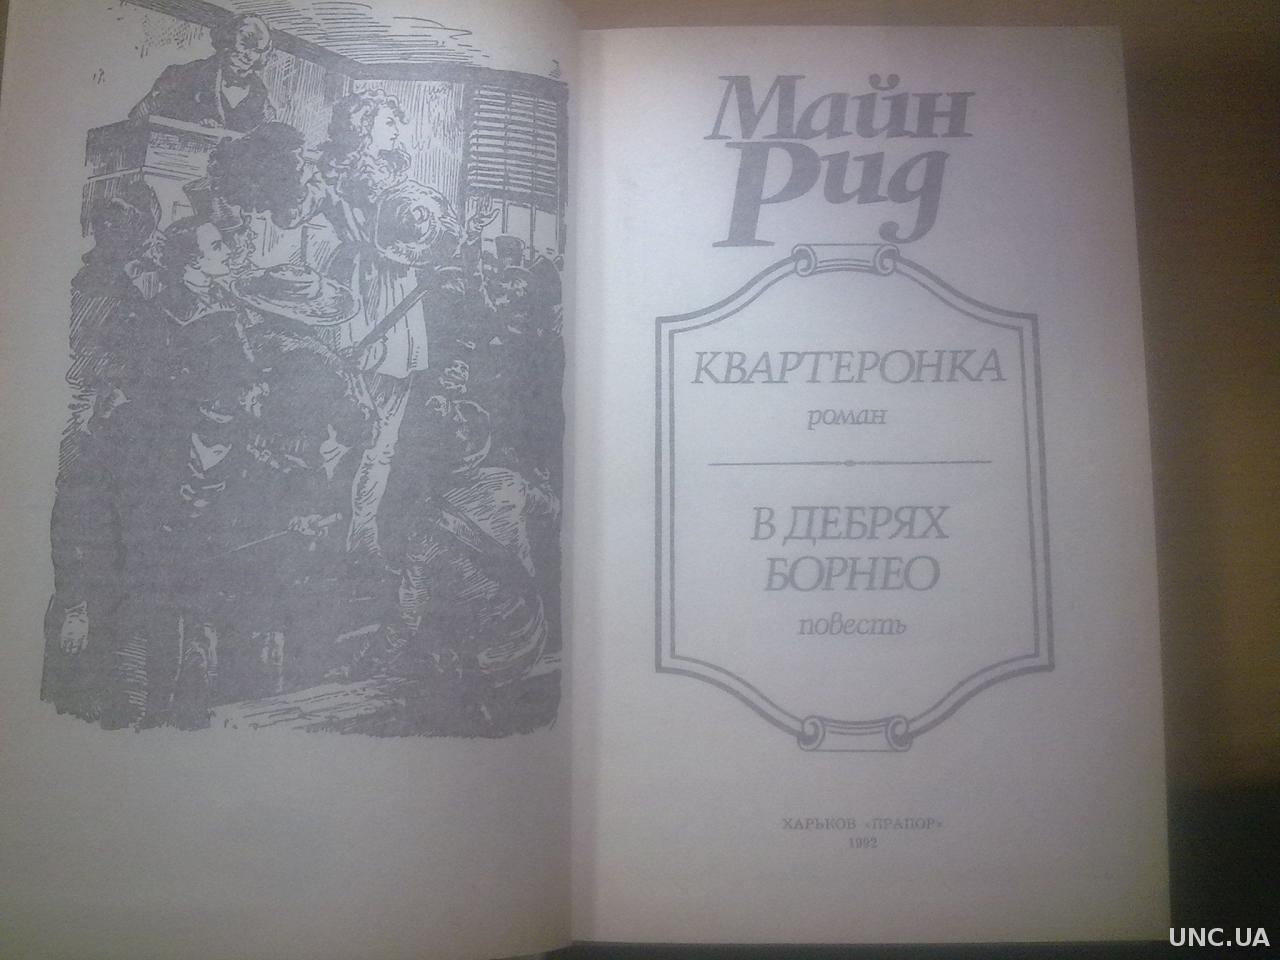 Майн
Рид
КВАРТЕРОНКА
роман
В ДЕБРЯХ
БОРНЕО
повесть
ХАРЬКОВ «ПРАПОР»
1992
UNC.UA